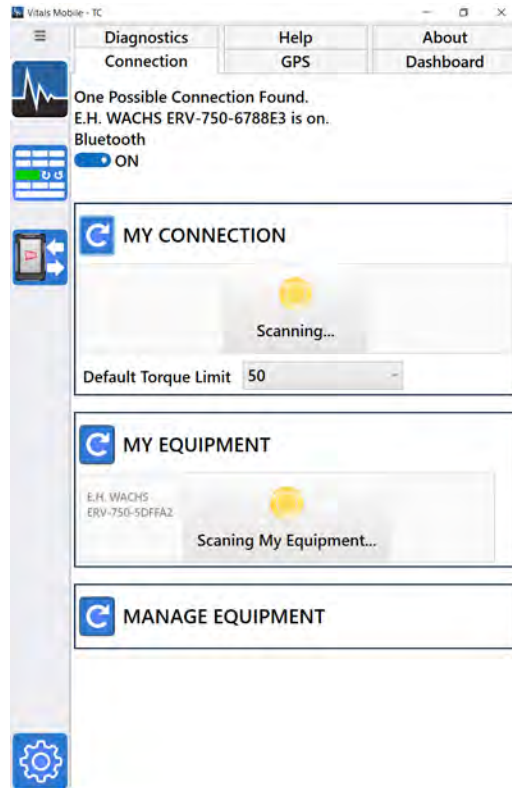 Vitals Mobile - TC
Diagnostics Help About
Connection GPS Dashboard
One Possible Connection Found.
E.H. WACHS ERV-750-6788E3 is on.
Bluetooth
ON
MY CONNECTION
Scanning...
Default Torque Limit 50
MY EQUIPMENT
E.H. WACHS
ERV-750-5DFFA2
Scaning My Equipment...
MANAGE EQUIPMENT